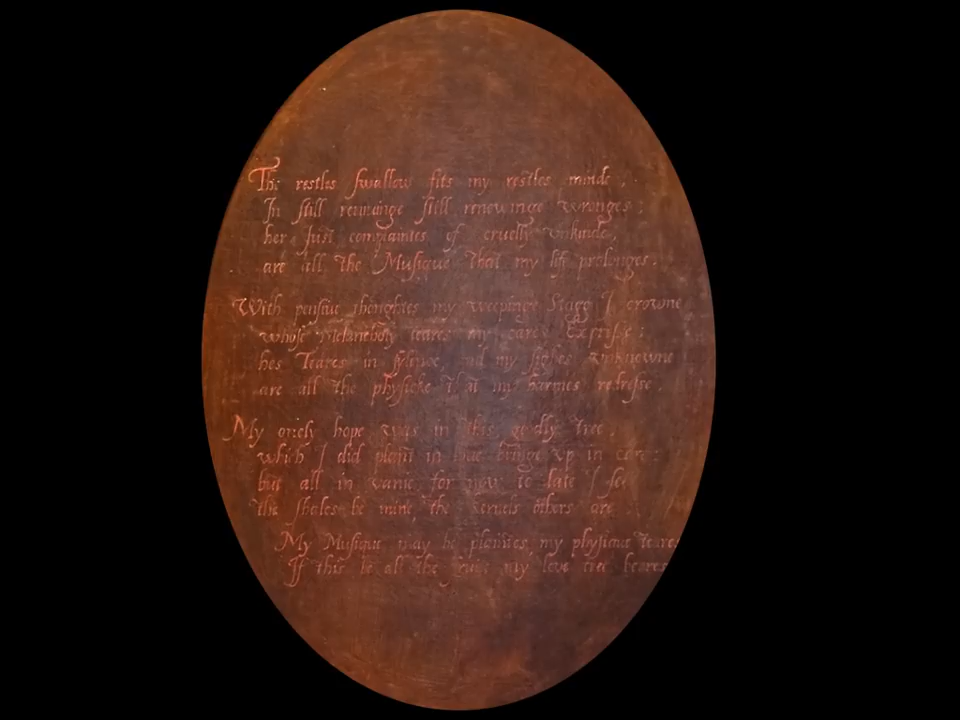 The restles swallow fits my restles minde,
In still revivinge still renewinge wronges;
her Just complaintes of cruelty unkinde,
are all the Musique that my life prolonges.
With pensive thoughtes my weepinge Stagg I crowne
whose Melancholy teares my cares Expresse;
hes Teares in sylence, and my sighes unknowne
are all the physicke that my harmes redresse.
My onely hope was in this goodly tree,
which I did plant in love bringe up in care:
but all in vanie for now to late I see
the shales be mine, the kernels others are.
My Musique may be plaintes, my physique teares
If this be all the fruite my love tree beares.